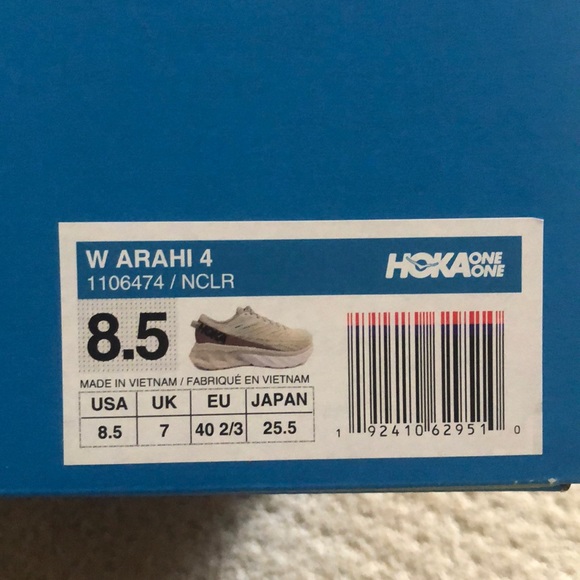 W ARAHI 4
HOKA ONE ONE
1106474 / NCLR
8.5
MADE IN VIETNAM / FABRIQUÉ EN VIETNAM
USA UK EU JAPAN
8.5 7 40 2/3 25.5
1 92410 62951 0